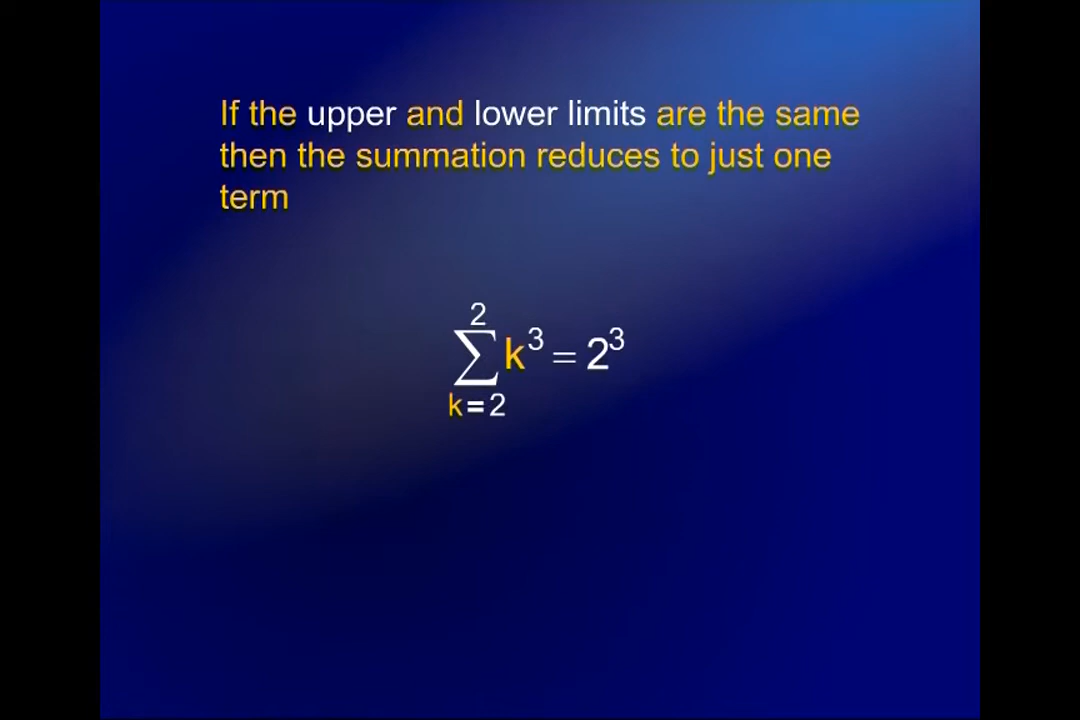 If the upper and lower limits are the same
then the summation reduces to just one
term
2
∑ k³ = 2³
k=2